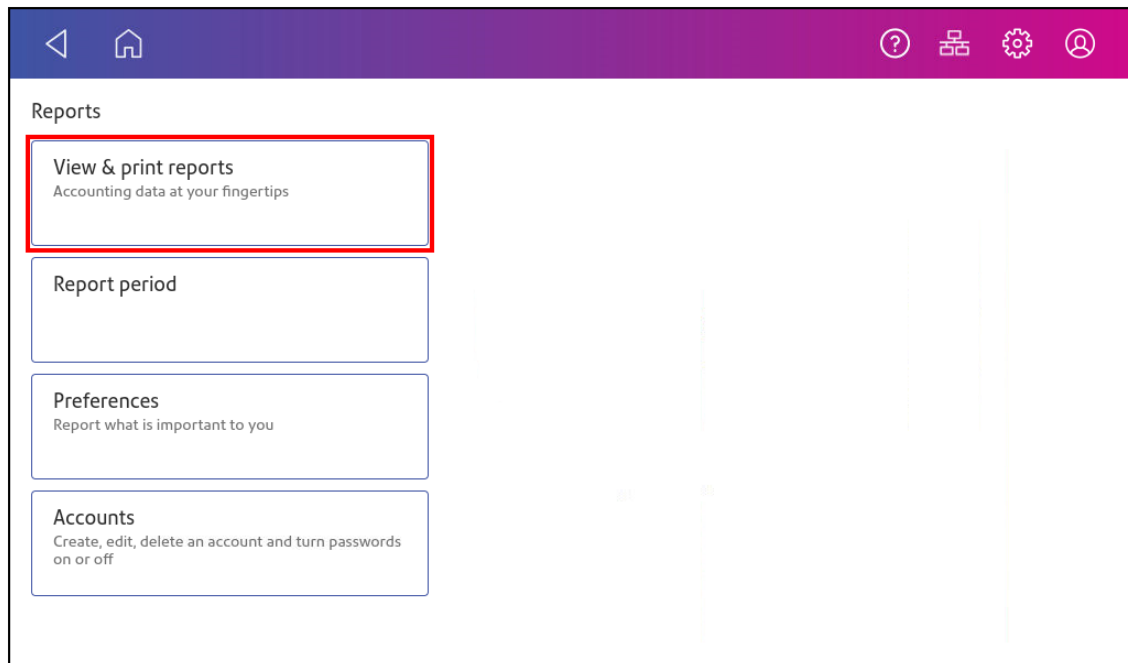 Reports
View & print reports
Accounting data at your fingertips
Report period
Preferences
Report what is important to you
Accounts
Create, edit, delete an account and turn passwords
on or off